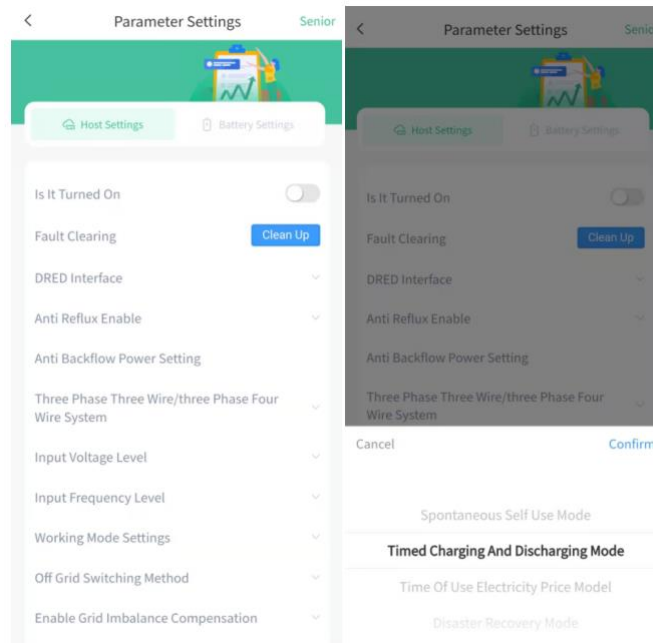 Parameter Settings
Senior
Host Settings
Battery Settings
Is It Turned On
Fault Clearing
Clean Up
DRED Interface
Anti Reflux Enable
Anti Backflow Power Setting
Three Phase Three Wire/three Phase Four
Wire System
Input Voltage Level
Input Frequency Level
Working Mode Settings
Off Grid Switching Method
Enable Grid Imbalance Compensation
Parameter Settings
Senio
Host Settings
Battery Settings
Is It Turned On
Fault Clearing
Clean Up
DRED Interface
Anti Reflux Enable
Anti Backflow Power Setting
Three Phase Three Wire/three Phase Four
Wire System
Cancel
Confirm
Spontaneous Self Use Mode
Timed Charging And Discharging Mode
Time Of Use Electricity Price Model
Disaster Recovery Mode